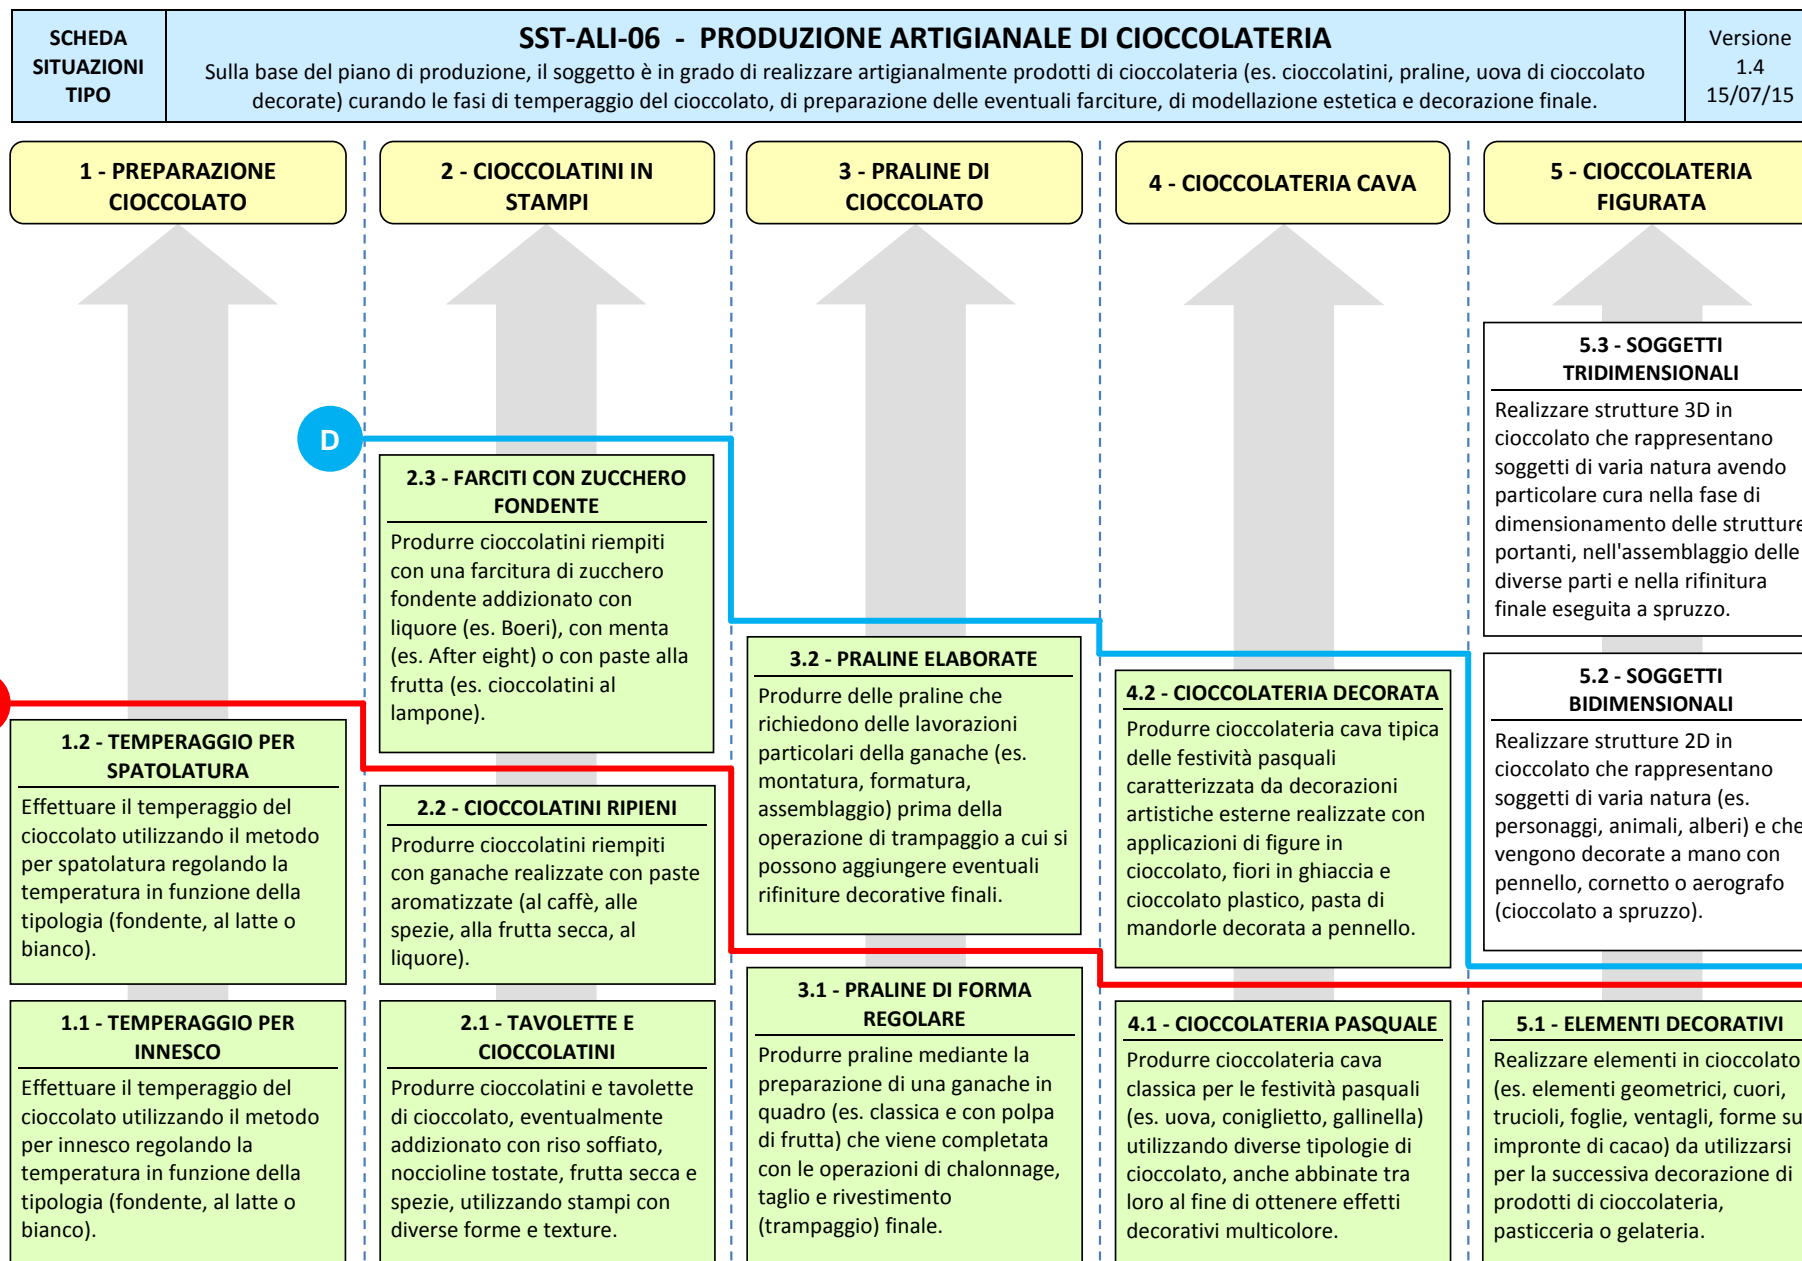 SCHEDA
SITUAZIONI
TIPO
SST-ALI-06 - PRODUZIONE ARTIGIANALE DI CIOCCOLATERIA
Sulla base del piano di produzione, il soggetto è in grado di realizzare artigianalmente prodotti di cioccolateria (es. cioccolatini, praline, uova di cioccolato
decorate) curando le fasi di temperaggio del cioccolato, di preparazione delle eventuali farciture, di modellazione estetica e decorazione finale.
Versione
1.4
15/07/15
1 - PREPARAZIONE
CIOCCOLATO
2 - CIOCCOLATINI IN
STAMPI
3 - PRALINE DI
CIOCCOLATO
4 - CIOCCOLATERIA CAVA
5 - CIOCCOLATERIA
FIGURATA
D
1.2 - TEMPERAGGIO PER
SPATOLATURA
Effettuare il temperaggio del
cioccolato utilizzando il metodo
per spatolatura regolando la
temperatura in funzione della
tipologia (fondente, al latte o
bianco).
1.1 - TEMPERAGGIO PER
INNESCO
Effettuare il temperaggio del
cioccolato utilizzando il metodo
per innesco regolando la
temperatura in funzione della
tipologia (fondente, al latte o
bianco).
2.3 - FARCITI CON ZUCCHERO
FONDENTE
Produrre cioccolatini riempiti
con una farcitura di zucchero
fondente addizionato con
liquore (es. Boeri), con menta
(es. After eight) o con paste alla
frutta (es. cioccolatini al
lampone).
2.2 - CIOCCOLATINI RIPIENI
Produrre cioccolatini riempiti
con ganache realizzate con paste
aromatizzate (al caffè, alle
spezie, alla frutta secca, al
liquore).
2.1 - TAVOLETTE E
CIOCCOLATINI
Produrre cioccolatini e tavolette
di cioccolato, eventualmente
addizionato con riso soffiato,
noccioline tostate, frutta secca e
spezie, utilizzando stampi con
diverse forme e texture.
3.2 - PRALINE ELABORATE
Produrre delle praline che
richiedono delle lavorazioni
particolari della ganache (es.
montatura, formatura,
assemblaggio) prima della
operazione di trampaggio a cui si
possono aggiungere eventuali
rifiniture decorative finali.
3.1 - PRALINE DI FORMA
REGOLARE
Produrre praline mediante la
preparazione di una ganache in
quadro (es. classica e con polpa
di frutta) che viene completata
con le operazioni di chalonnage,
taglio e rivestimento
(trampaggio) finale.
4.2 - CIOCCOLATERIA DECORATA
Produrre cioccolateria cava tipica
delle festività pasquali
caratterizzata da decorazioni
artistiche esterne realizzate con
applicazioni di figure in
cioccolato, fiori in ghiaccia e
cioccolato plastico, pasta di
mandorle decorata a pennello.
4.1 - CIOCCOLATERIA PASQUALE
Produrre cioccolateria cava
classica per le festività pasquali
(es. uova, coniglietto, gallinella)
utilizzando diverse tipologie di
cioccolato, anche abbinate tra
loro al fine di ottenere effetti
decorativi multicolore.
5.3 - SOGGETTI
TRIDIMENSIONALI
Realizzare strutture 3D in
cioccolato che rappresentano
soggetti di varia natura avendo
particolare cura nella fase di
dimensionamento delle strutture
portanti, nell'assemblaggio delle
diverse parti e nella rifinitura
finale eseguita a spruzzo.
5.2 - SOGGETTI
BIDIMENSIONALI
Realizzare strutture 2D in
cioccolato che rappresentano
soggetti di varia natura (es.
personaggi, animali, alberi) e che
vengono decorate a mano con
pennello, cornetto o aerografo
(cioccolato a spruzzo).
5.1 - ELEMENTI DECORATIVI
Realizzare elementi in cioccolato
(es. elementi geometrici, cuori,
trucioli, foglie, ventagli, forme su
impronte di cacao) da utilizzarsi
per la successiva decorazione di
prodotti di cioccolateria,
pasticceria o gelateria.